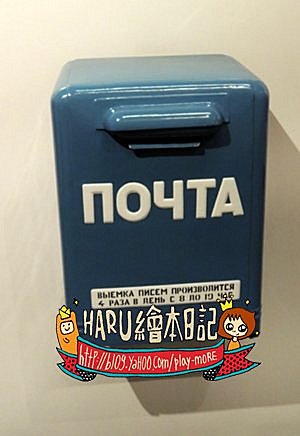 ПОЧТА
ВЫЕМКА ПИСЕМ ПРОИЗВОДИТСЯ
4 РАЗА В ДЕНЬ С 8 ДО 19 ЧАС
HARU繪本日記
http://blog.yahoo.com/play-more